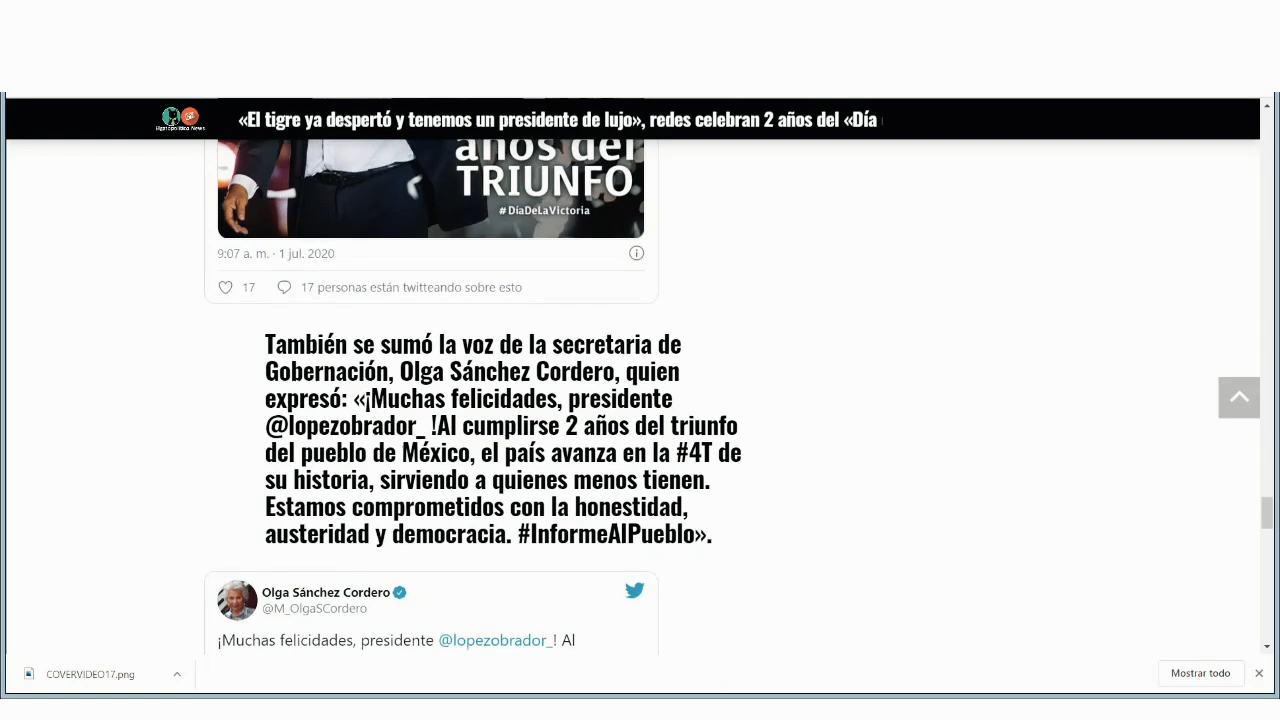 Elgatopolitico News
«El tigre ya despertó y tenemos un presidente de lujo», redes celebran 2 años del «Día
años del
TRIUNFO
#DíaDeLaVictoria
9:07 a. m. · 1 jul. 2020
17
17 personas están twitteando sobre esto
También se sumó la voz de la secretaria de
Gobernación, Olga Sánchez Cordero, quien
expresó: «¡Muchas felicidades, presidente
@lopezobrador_ !Al cumplirse 2 años del triunfo
del pueblo de México, el país avanza en la #4T de
su historia, sirviendo a quienes menos tienen.
Estamos comprometidos con la honestidad,
austeridad y democracia. #InformeAlPueblo».
Olga Sánchez Cordero
@M_OlgaSCordero
¡Muchas felicidades, presidente @lopezobrador_! Al
COVERVIDEO17.png
Mostrar todo